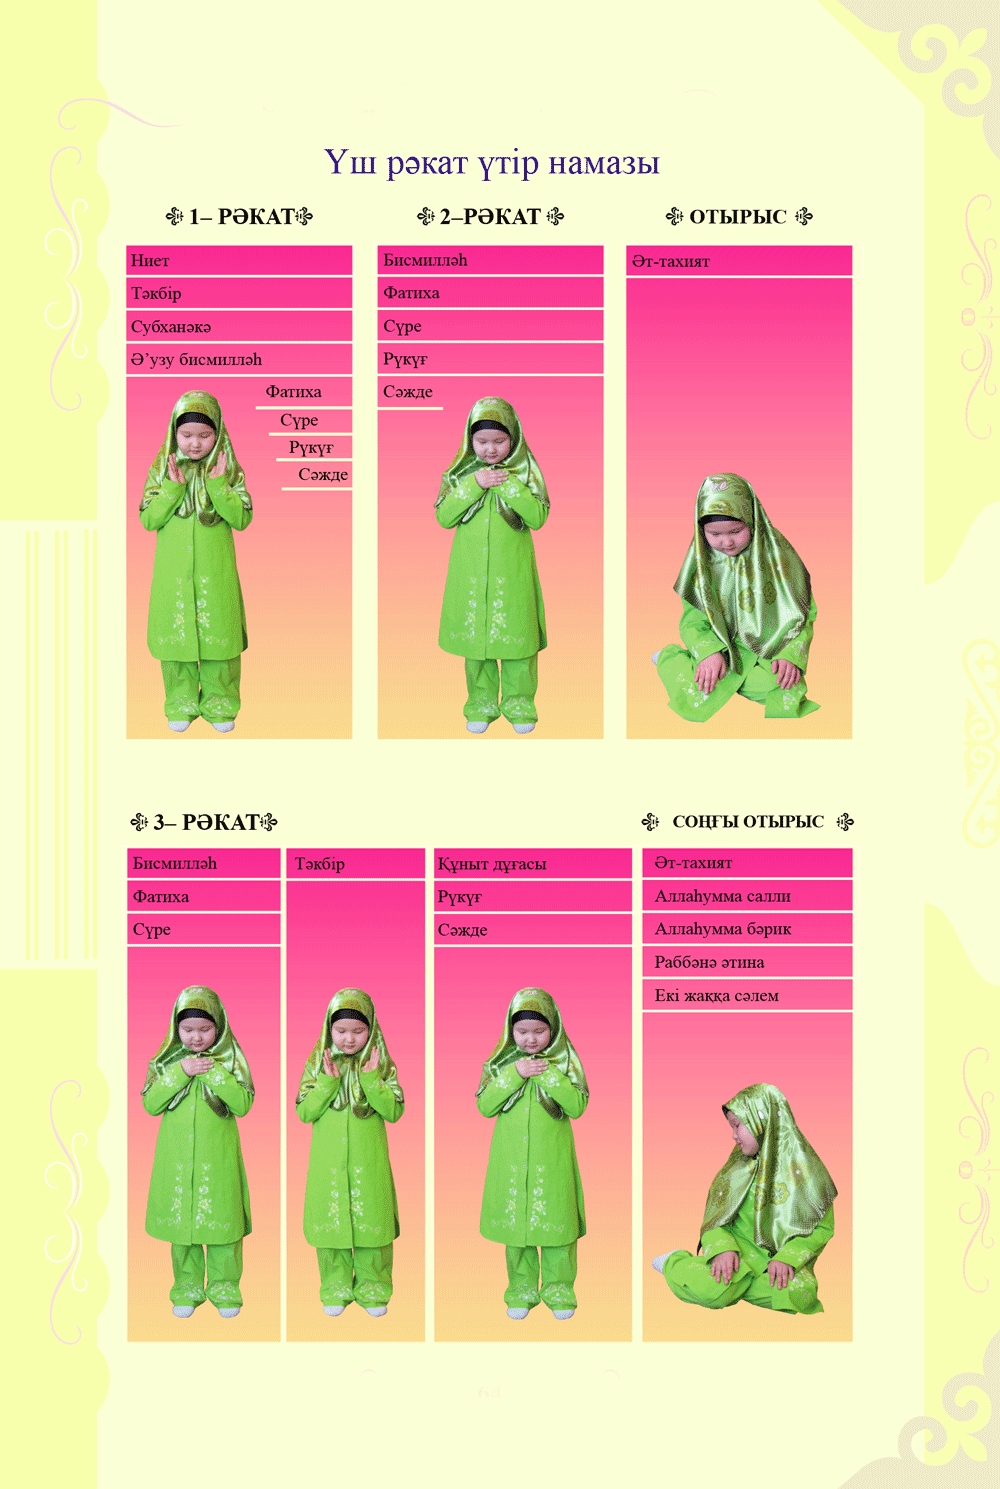 Үш рәкат үтір намазы
1– РӘКАТ
Ниет
Тәкбір
Субханәкә
Ә’узу бисмилләһ
Фатиха
Сүре
Рүкүғ
Сәжде
2–РӘКАТ
Бисмилләһ
Фатиха
Сүре
Рүкүғ
Сәжде
ОТЫРЫС
Әт-тахият
3– РӘКАТ
Бисмилләһ
Фатиха
Сүре
Тәкбір
Құныт дұғасы
Рүкүғ
Сәжде
СОҢҒЫ ОТЫРЫС
Әт-тахият
Аллаһумма салли
Аллаһумма бәрик
Раббәнә әтина
Екі жаққа сәлем